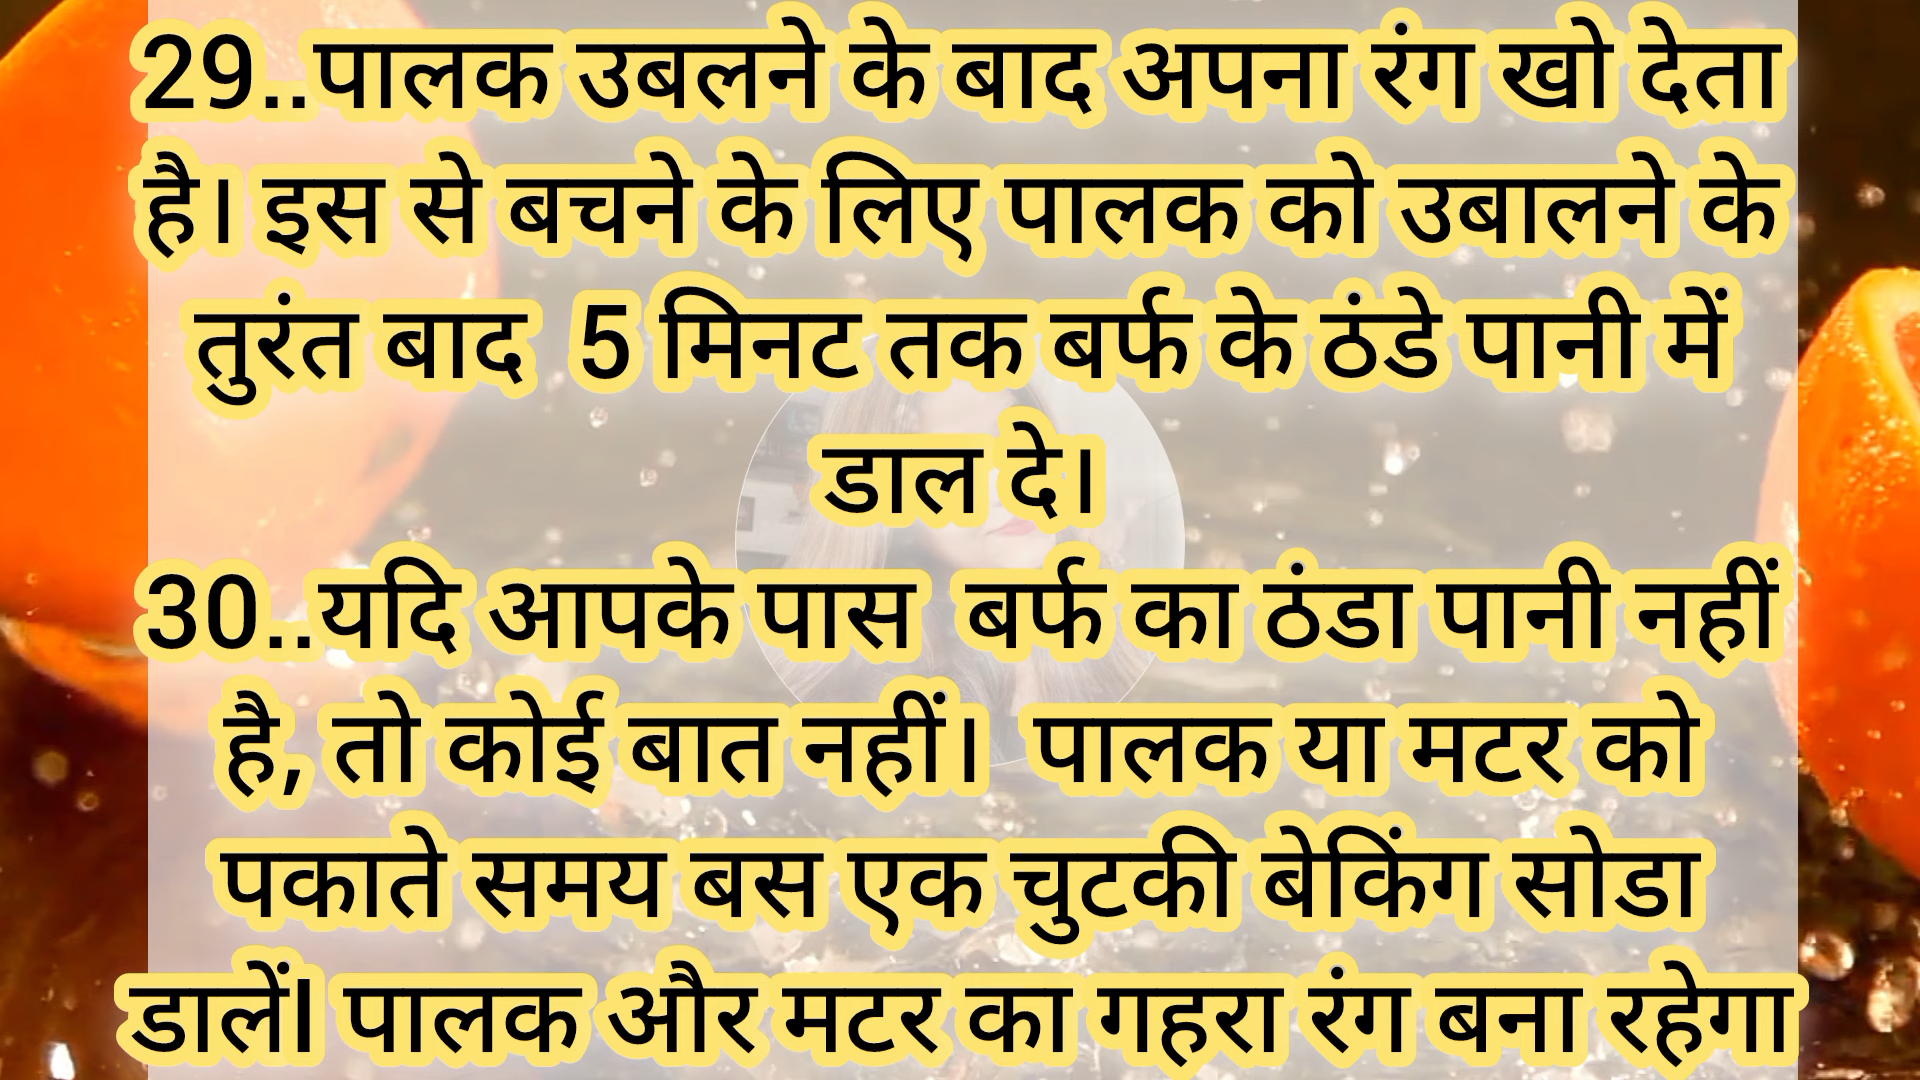 29..पालक उबलने के बाद अपना रंग खो देता
है। इस से बचने के लिए पालक को उबालने के
तुरंत बाद 5 मिनट तक बर्फ के ठंडे पानी में
डाल दे।
30..यदि आपके पास बर्फ का ठंडा पानी नहीं
है, तो कोई बात नहीं। पालक या मटर को
पकाते समय बस एक चुटकी बेकिंग सोडा
डालें| पालक और मटर का गहरा रंग बना रहेगा